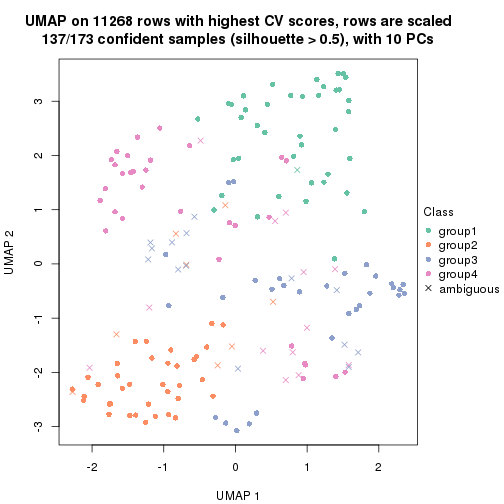 UMAP on 11268 rows with highest CV scores, rows are scaled
137/173 confident samples (silhouette > 0.5), with 10 PCs
3
2
1
0
-1
-2
-3
UMAP 2
-2
-1
0
1
2
UMAP 1
Class
group1
group2
group3
group4
ambiguous